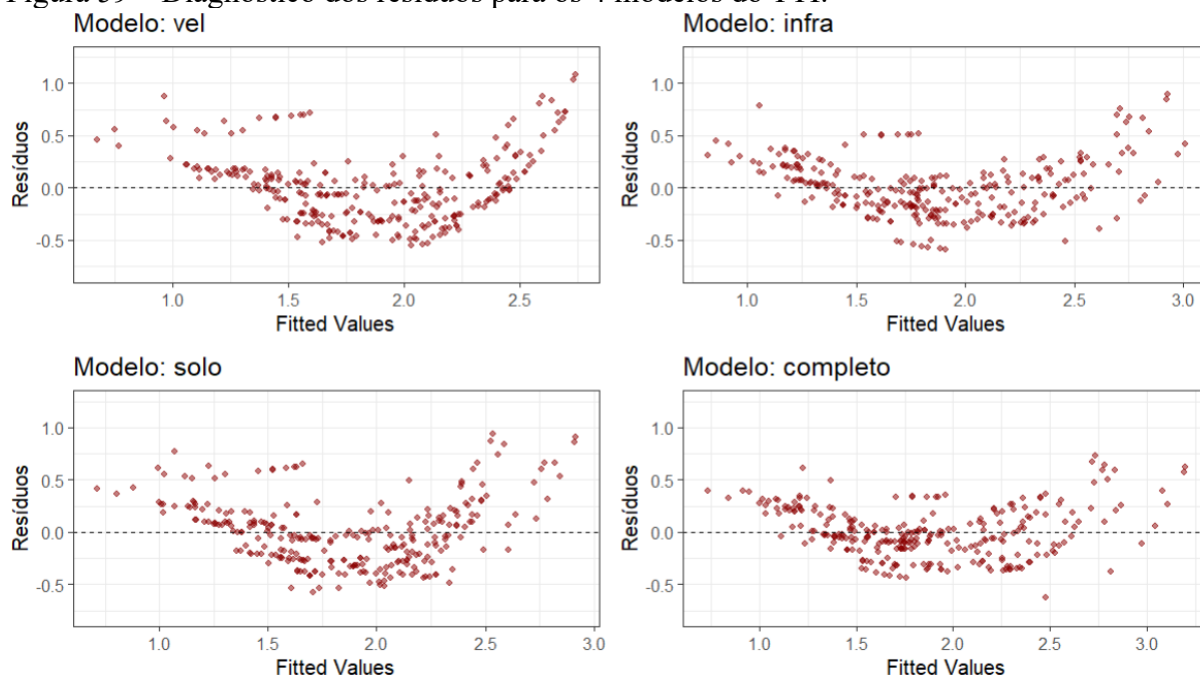 Modelo: vel
Modelo: infra
Resíduos
1.0
0.5
0.0
-0.5
1.0 1.5 2.0 2.5
Fitted Values
Resíduos
1.0
0.5
0.0
-0.5
1.0 1.5 2.0 2.5 3.0
Fitted Values
Modelo: solo
Modelo: completo
Resíduos
1.0
0.5
0.0
-0.5
1.0 1.5 2.0 2.5 3.0
Fitted Values
Resíduos
1.0
0.5
0.0
-0.5
1.0 1.5 2.0 2.5 3.0
Fitted Values